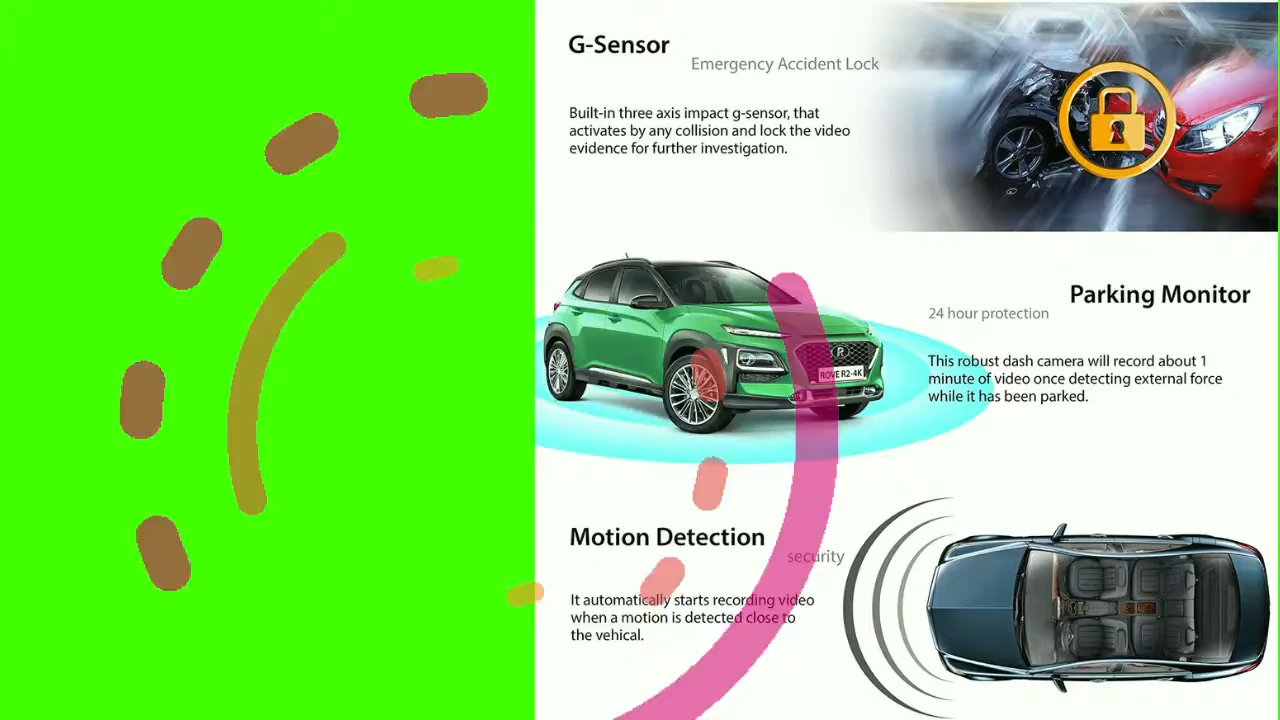 G-Sensor
Emergency Accident Lock
Built-in three axis impact g-sensor, that
activates by any collision and lock the video
evidence for further investigation.
Parking Monitor
24 hour protection
This robust dash camera will record about 1
minute of video once detecting external force
while it has been parked.
R
ROVE R2-4K
Motion Detection
security
It automatically starts recording video
when a motion is detected close to
the vehical.